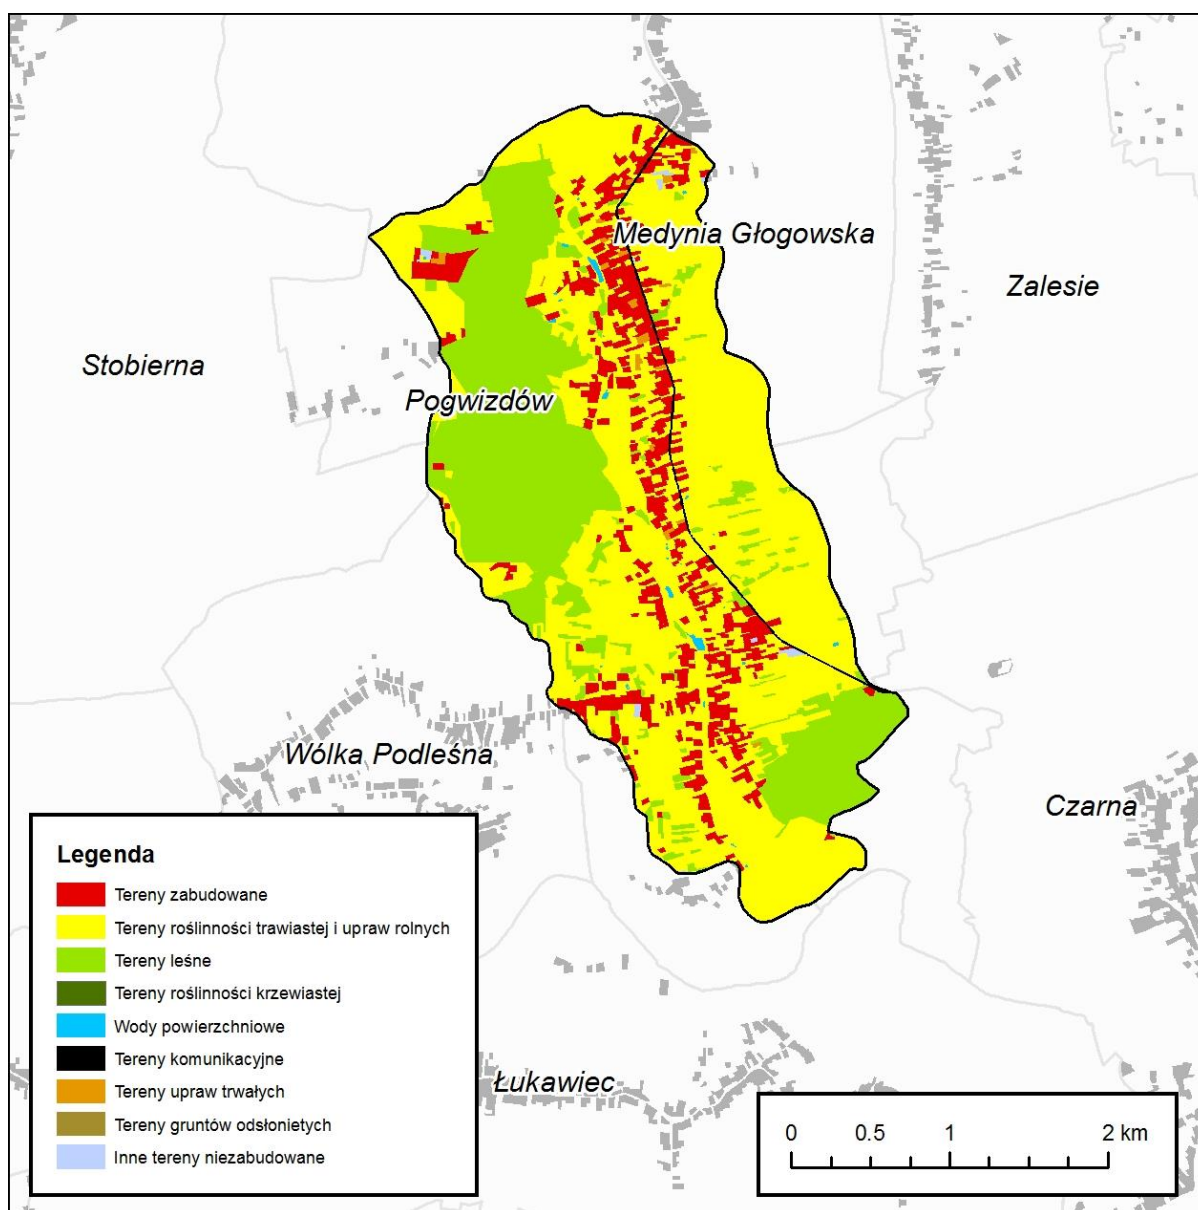 Medynia Głogowska
Zalesie
Stobierna
Pogwizdów
Wólka Podleśna
Czarna
Łukawiec
Legenda
Tereny zabudowane
Tereny roślinności trawiastej i upraw rolnych
Tereny leśne
Tereny roślinności krzewiastej
Wody powierzchniowe
Tereny komunikacyjne
Tereny upraw trwałych
Tereny gruntów odsłonietych
Inne tereny niezabudowane
0 0.5 1 2 km